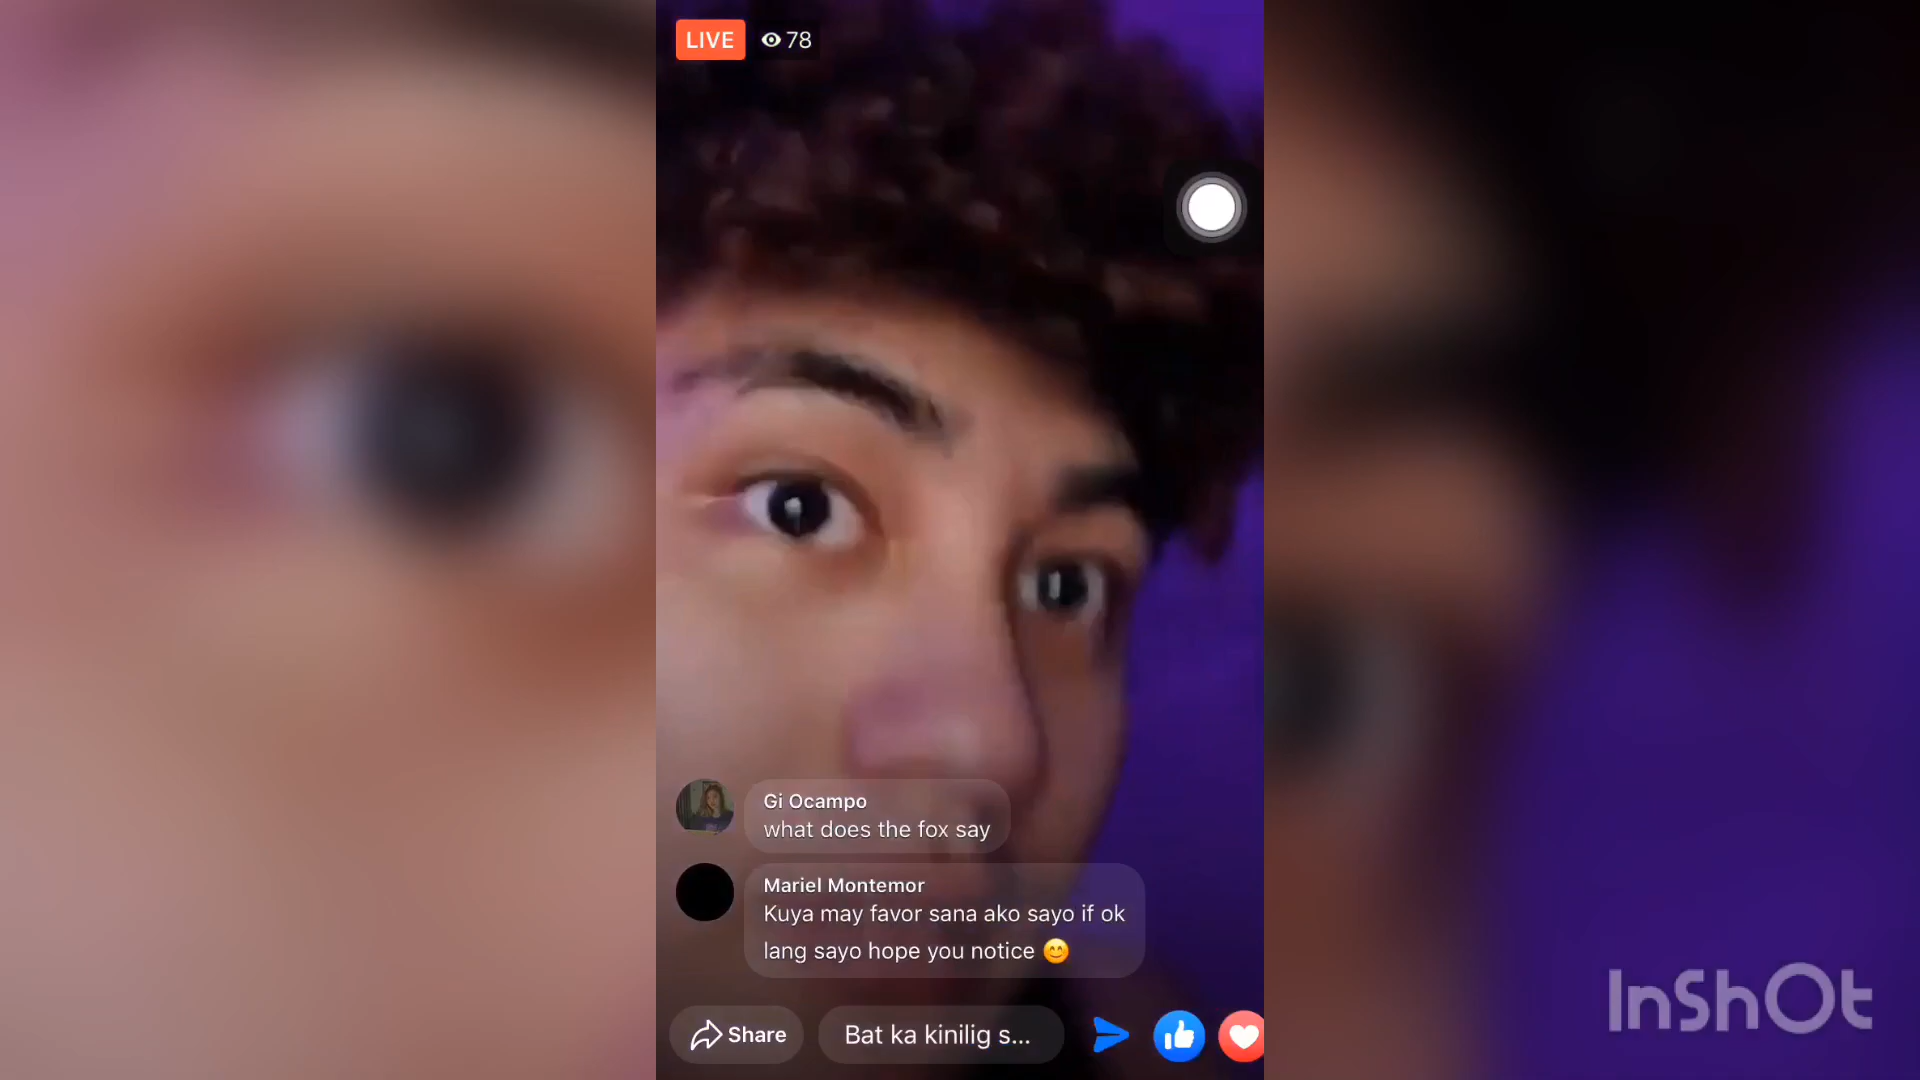 LIVE 78
Gi Ocampo
what does the fox say
Mariel Montemor
Kuya may favor sana ako sayo if ok
lang sayo hope you notice 😊
Share Bat ka kinilig s...
InShOt